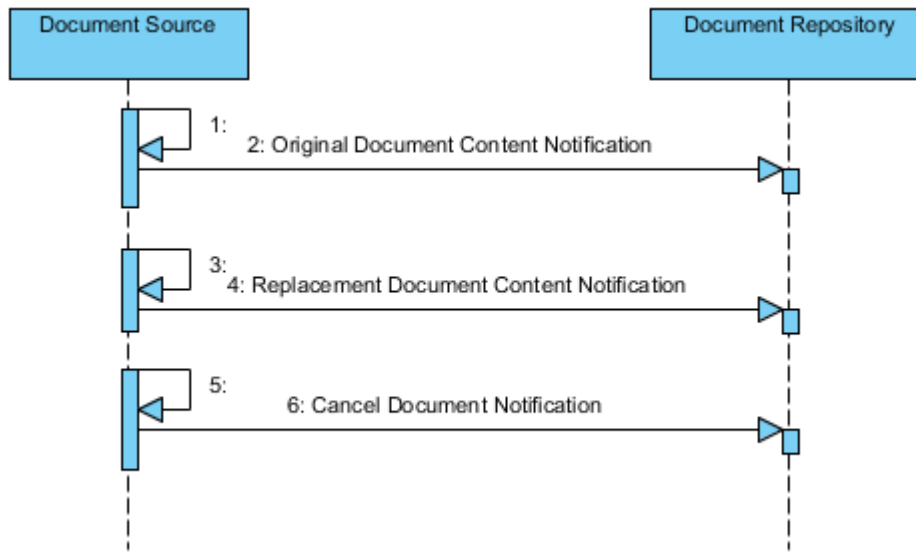 Document Source
Document Repository
1:
2: Original Document Content Notification
3:
4: Replacement Document Content Notification
5:
6: Cancel Document Notification